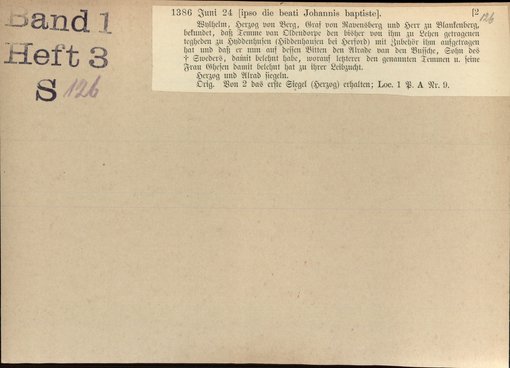 Band 1
Heft 3
S 126
1386 Juni 24 [ipso die beati Johannis baptiste]. [2 126
Wylhelm, Herzog von Berg, Graf von Ravensberg und Herr zu Blankenberg,
bekundet, daß Temme van Oldendorpe den bisher von ihm zu Lehen getragenen
tegheden zu Hyddenhusen (Hiddenhausen bei Herford) mit Zubehör ihm aufgetragen
hat und daß er nun auf dessen Bitten den Alrade van den Bussche, Sohn des
† Sweders, damit belehnt habe, worauf letzterer den genannten Temmen u. seine
Frau Ghesen damit belehnt hat zu ihrer Leibzucht.
Herzog und Alrad siegeln.
Orig. Von 2 das erste Siegel (Herzog) erhalten; Loc. 1 P. A Nr. 9.